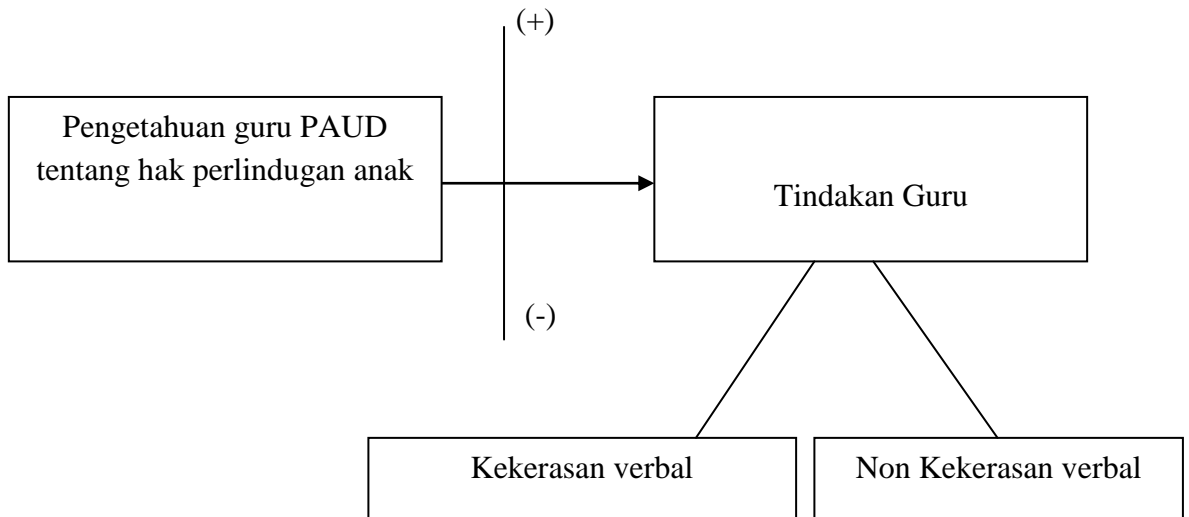 (+)
Pengetahuan guru PAUD
tentang hak perlindugan anak
Tindakan Guru
(-)
Kekerasan verbal
Non Kekerasan verbal